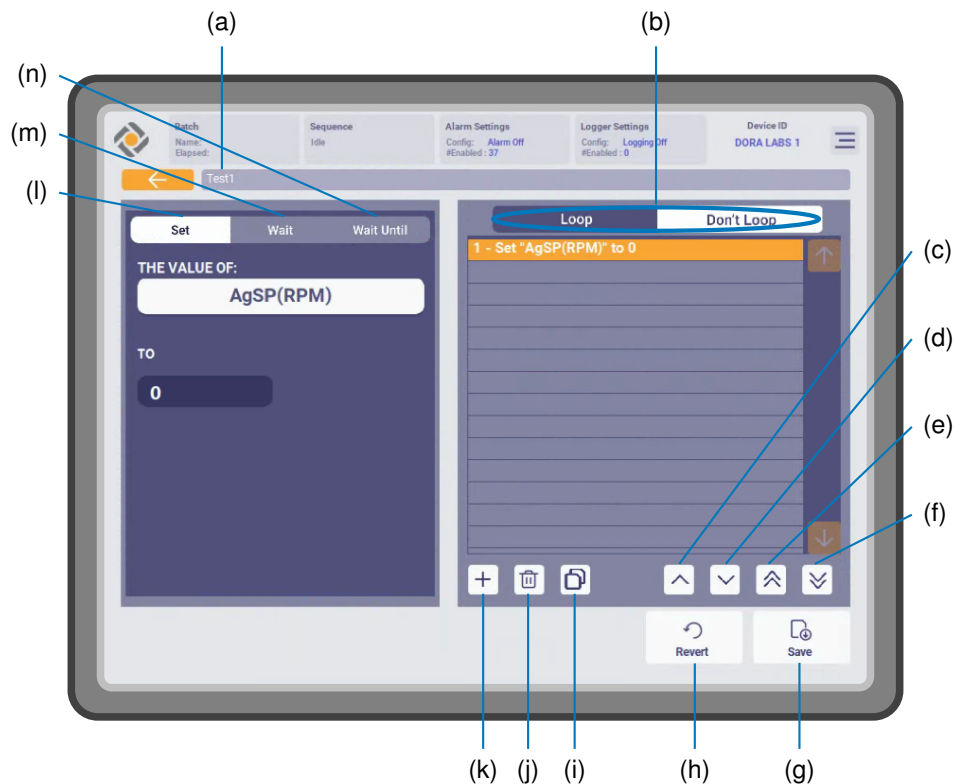 (a)
(b)
(n)
(m)
(l)
Batch
Name:
Elapsed:
Sequence
Idle
Alarm Settings
Config: Alarm Off
#Enabled : 37
Logger Settings
Config: Logging Off
#Enabled : 0
Device ID
DORA LABS 1
Test1
Set Wait Wait Until
THE VALUE OF:
AgSP(RPM)
TO
0
Loop Don't Loop
1 - Set "AgSP(RPM)" to 0
(c)
(d)
(e)
(f)
Revert
Save
(k) (j) (i) (h) (g)